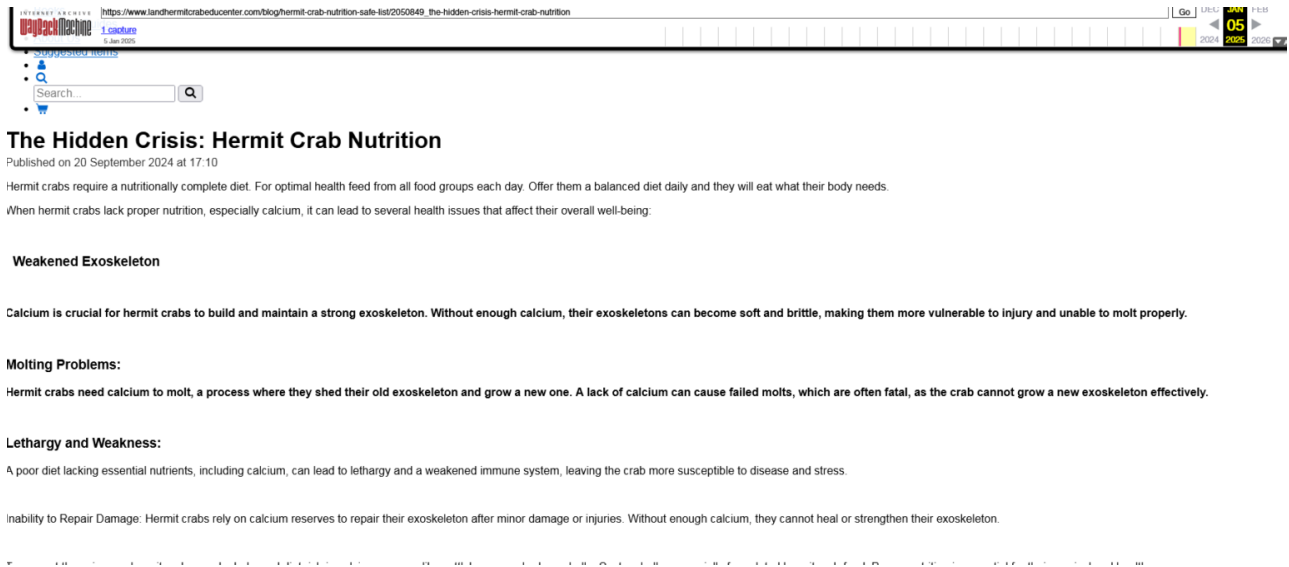 INTERNET ARCHIVE
WayBackMachine
https://www.landhermitcrabeducenter.com/blog/hermit-crab-nutrition-safe-list/2050849_the-hidden-crisis-hermit-crab-nutrition
Go
DEC JAN FEB
1 capture
05
5 Jan 2025
2024 2025 2026
Suggested items
Search...
The Hidden Crisis: Hermit Crab Nutrition
Published on 20 September 2024 at 17:10
Hermit crabs require a nutritionally complete diet. For optimal health feed from all food groups each day. Offer them a balanced diet daily and they will eat what their body needs.
When hermit crabs lack proper nutrition, especially calcium, it can lead to several health issues that affect their overall well-being:
Weakened Exoskeleton
Calcium is crucial for hermit crabs to build and maintain a strong exoskeleton. Without enough calcium, their exoskeletons can become soft and brittle, making them more vulnerable to injury and unable to molt properly.
Molting Problems:
Hermit crabs need calcium to molt, a process where they shed their old exoskeleton and grow a new one. A lack of calcium can cause failed molts, which are often fatal, as the crab cannot grow a new exoskeleton effectively.
Lethargy and Weakness:
A poor diet lacking essential nutrients, including calcium, can lead to lethargy and a weakened immune system, leaving the crab more susceptible to disease and stress.
Inability to Repair Damage: Hermit crabs rely on calcium reserves to repair their exoskeleton after minor damage or injuries. Without enough calcium, they cannot heal or strengthen their exoskeleton.